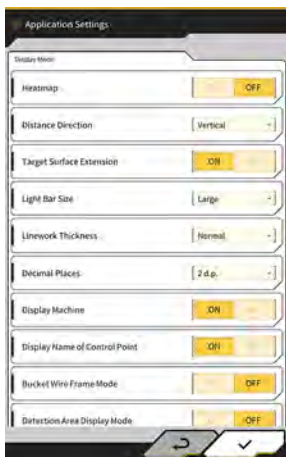 Application Settings
Display Mode
Heatmap OFF
Distance Direction Vertical
Target Surface Extension ON
Light Bar Size Large
Linework Thickness Normal
Decimal Places 2 d.p.
Display Machine ON
Display Name of Control Point ON
Bucket Wire Frame Mode OFF
Detection Area Display Mode OFF